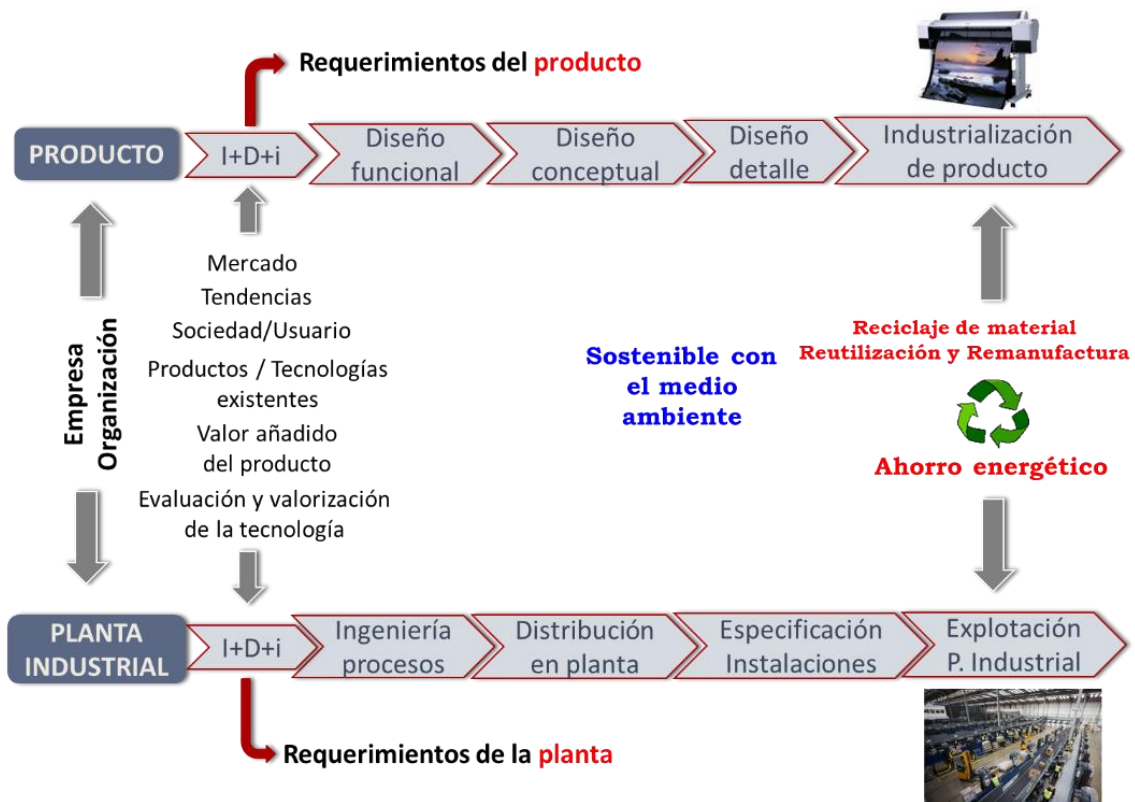 Requerimientos del producto
PRODUCTO
I+D+i
Diseño
funcional
Diseño
conceptual
Diseño
detalle
Industrialización
de producto
Empresa
Organización
Mercado
Tendencias
Sociedad/Usuario
Productos / Tecnologías
existentes
Valor añadido
del producto
Evaluación y valorización
de la tecnología
Sostenible con
el medio
ambiente
Reciclaje de material
Reutilización y Remanufactura
Ahorro energético
PLANTA
INDUSTRIAL
I+D+i
Ingeniería
procesos
Distribución
en planta
Especificación
Instalaciones
Explotación
P. Industrial
Requerimientos de la planta